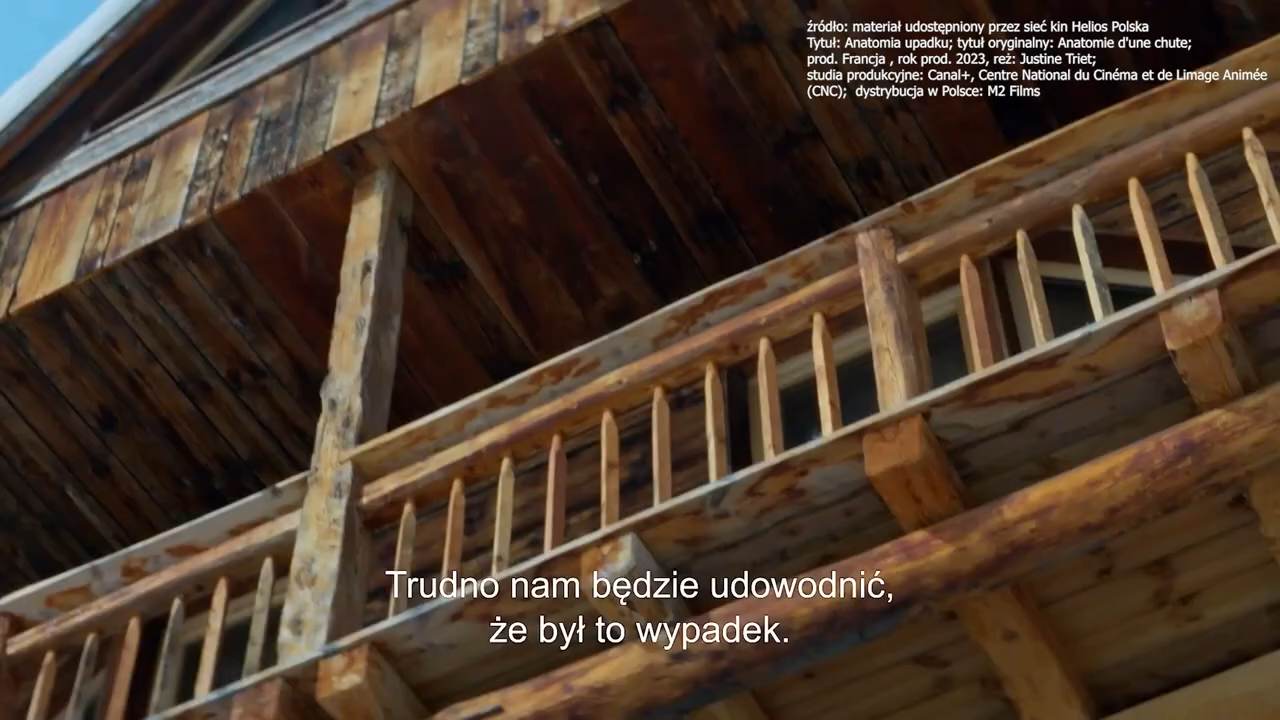 źródło: materiał udostępniony przez sieć kin Helios Polska
Tytuł: Anatomia upadku; tytuł oryginalny: Anatomie d'une chute;
prod. Francja , rok prod. 2023, reż: Justine Triet;
studia produkcyjne: Canal+, Centre National du Cinéma et de Limage Animée
(CNC);  dystrybucja w Polsce: M2 Films
Trudno nam będzie udowodnić,
że był to wypadek.